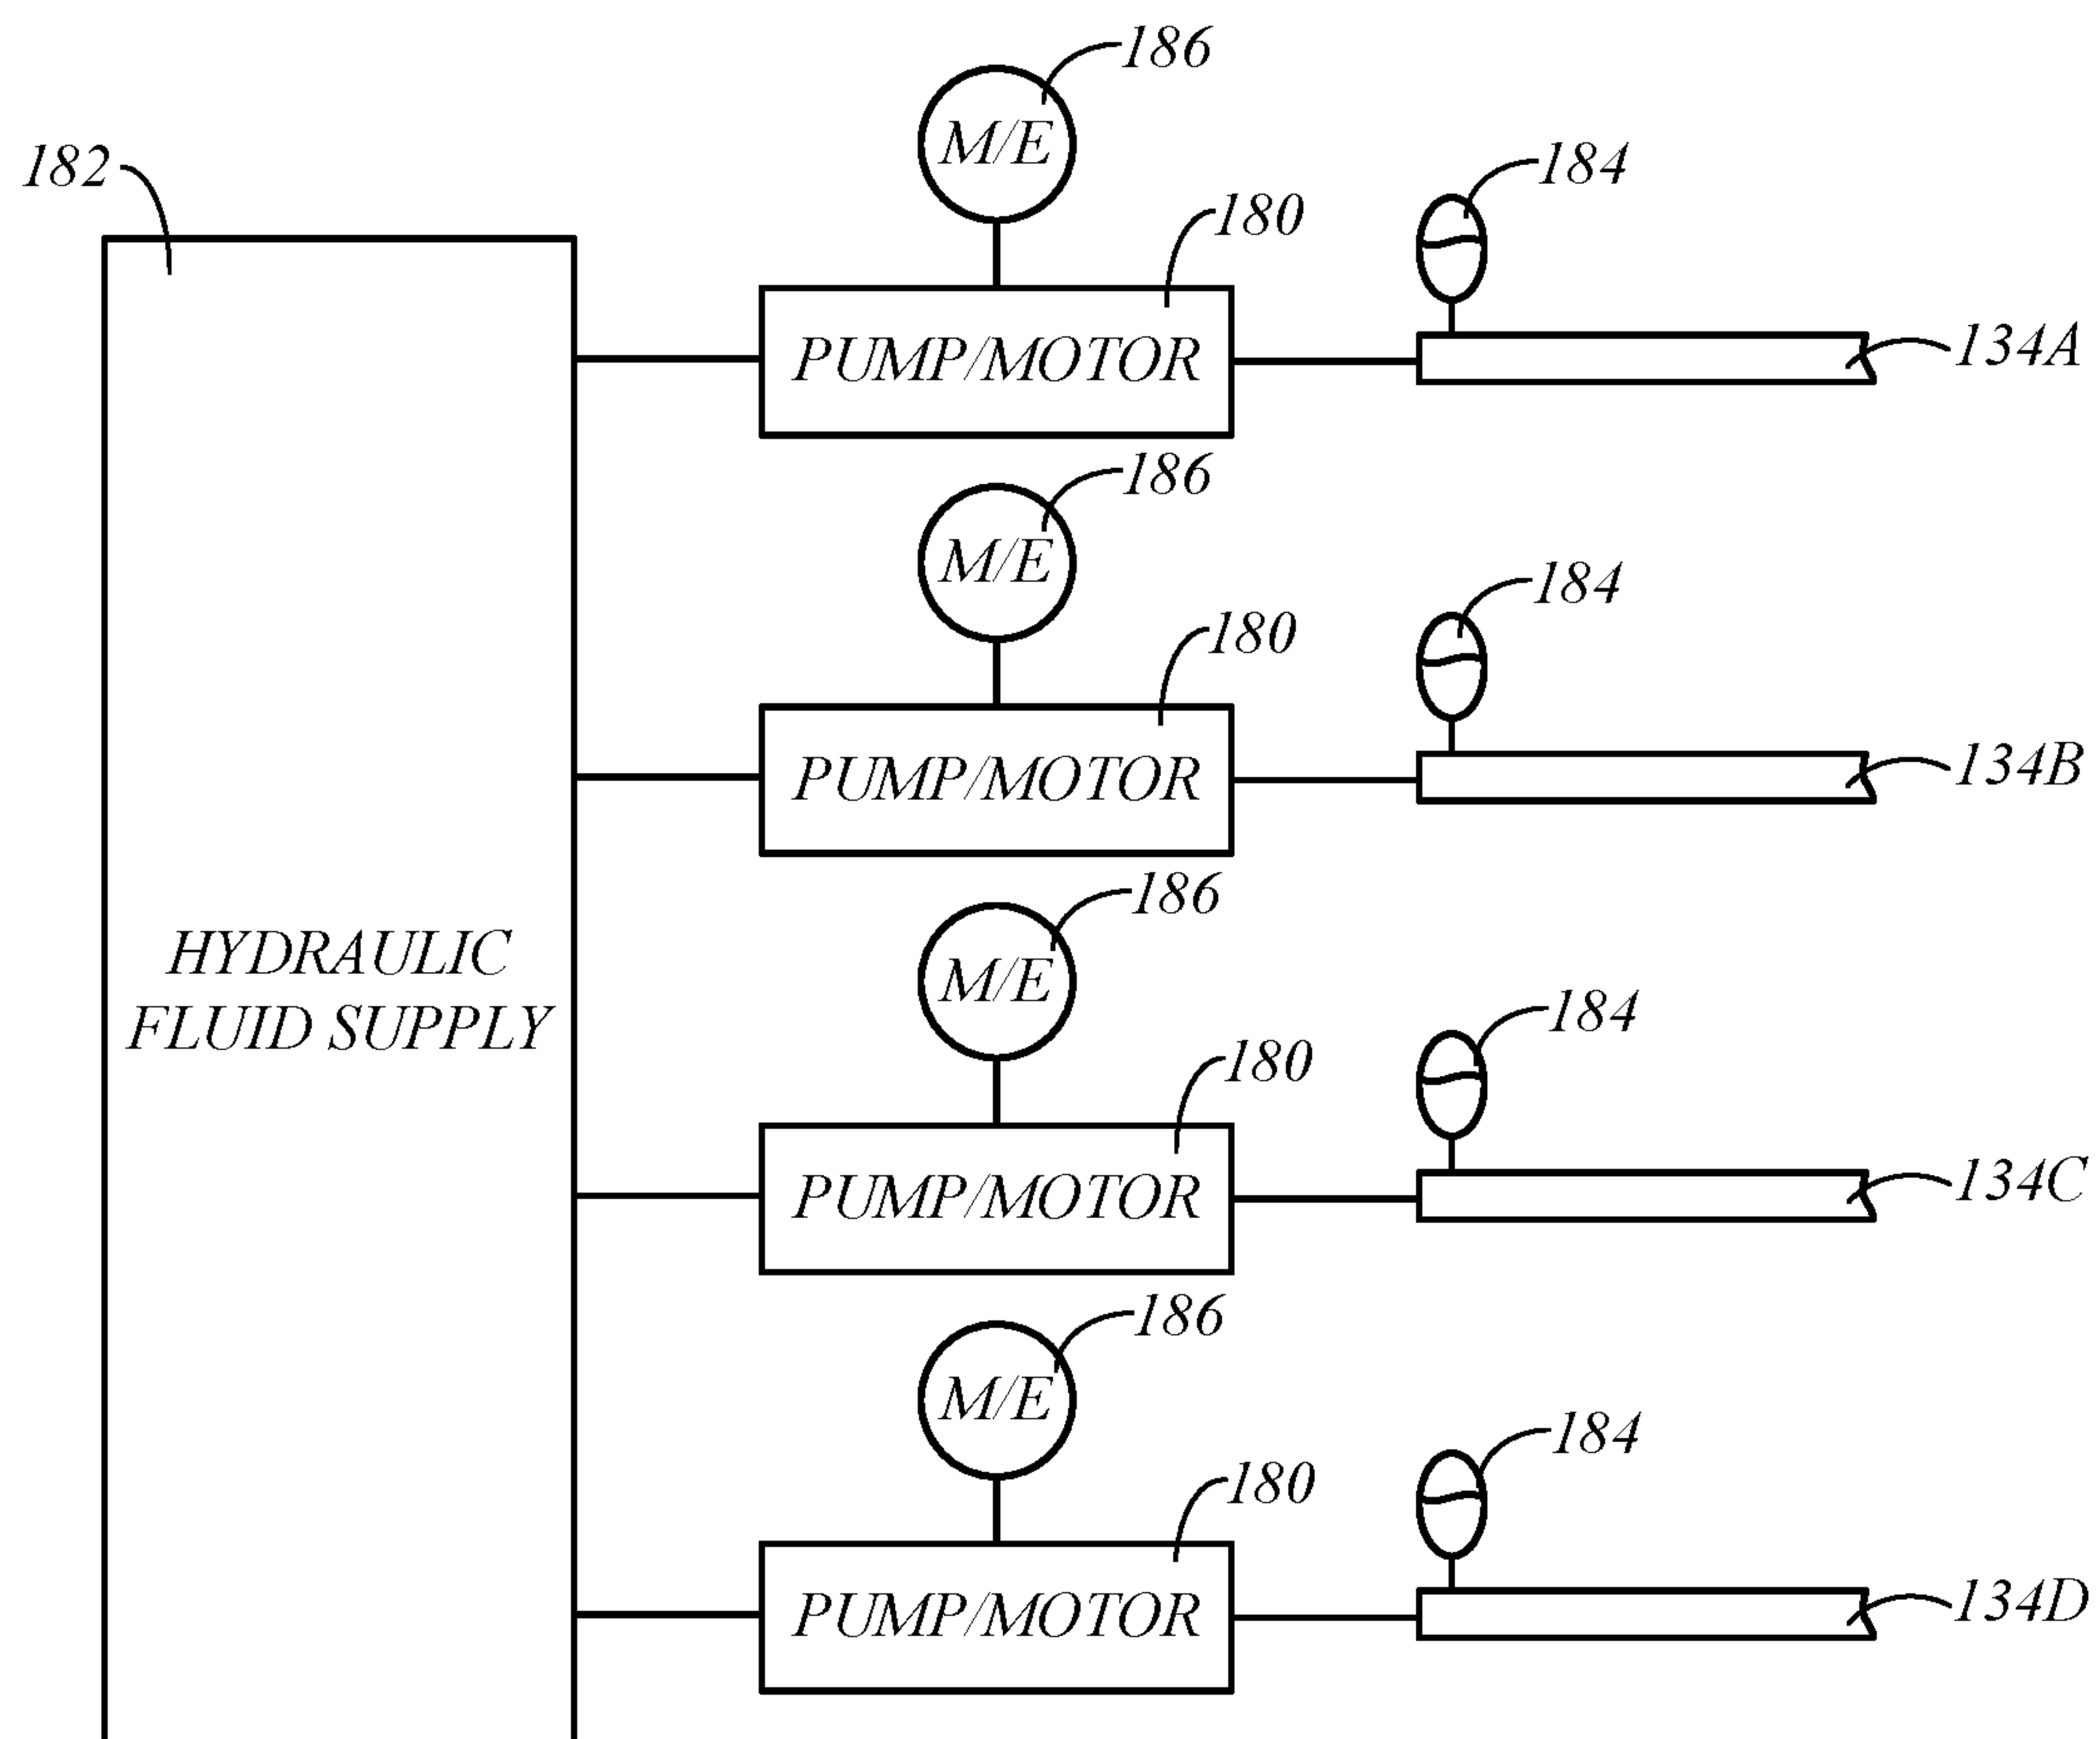 186
M/E
182
184
180
PUMP/MOTOR
134A
186
M/E
184
180
PUMP/MOTOR
134B
186
M/E
HYDRAULIC
FLUID SUPPLY
184
180
PUMP/MOTOR
134C
186
M/E
184
180
PUMP/MOTOR
134D